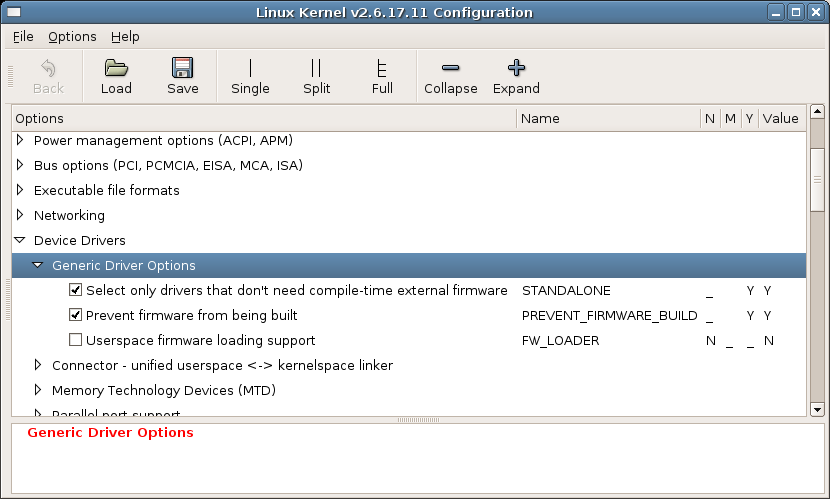 Linux Kernel v2.6.17.11 Configuration
File Options Help
Back Load Save Single Split Full Collapse Expand
Options Name N M Y Value
Power management options (ACPI, APM)
Bus options (PCI, PCMCIA, EISA, MCA, ISA)
Executable file formats
Networking
Device Drivers
Generic Driver Options
Select only drivers that don't need compile-time external firmware STANDALONE _ Y Y
Prevent firmware from being built PREVENT_FIRMWARE_BUILD _ Y Y
Userspace firmware loading support FW_LOADER N _ _ N
Connector - unified userspace <-> kernelspace linker
Memory Technology Devices (MTD)
Parallel port support
Generic Driver Options